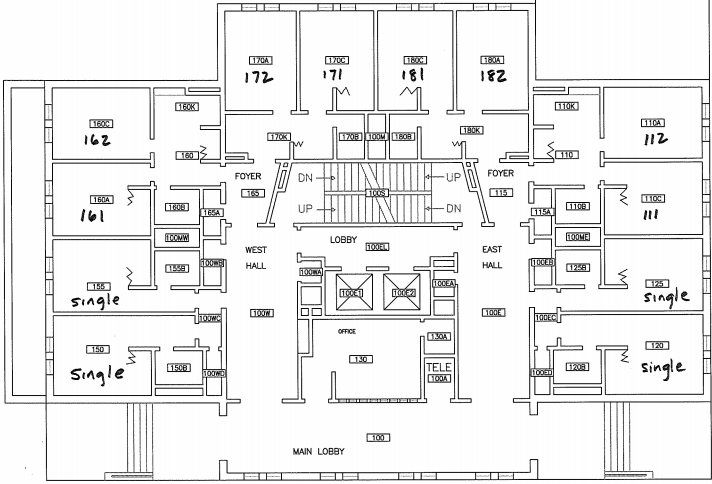 170A 170C 180C 180A
172 171 181 182
160C 160K 110K 110A
162 112
170K 170B 100M 180B 180K
160 110
FOYER DN UP FOYER
165 100S 115
UP DN
160A 110C
161 111
160B 165A 115A 110B
LOBBY
100MW 100ME
WEST HALL 100EL EAST HALL
155B 100WB 100WA 100EB 125B
155 100EA 125
single single
100E1 100E2
100WC 100W 100E 100EC
OFFICE
130A
150 130 120
single single
150B 100WD TELE 100ED 120B
100A
100
MAIN LOBBY